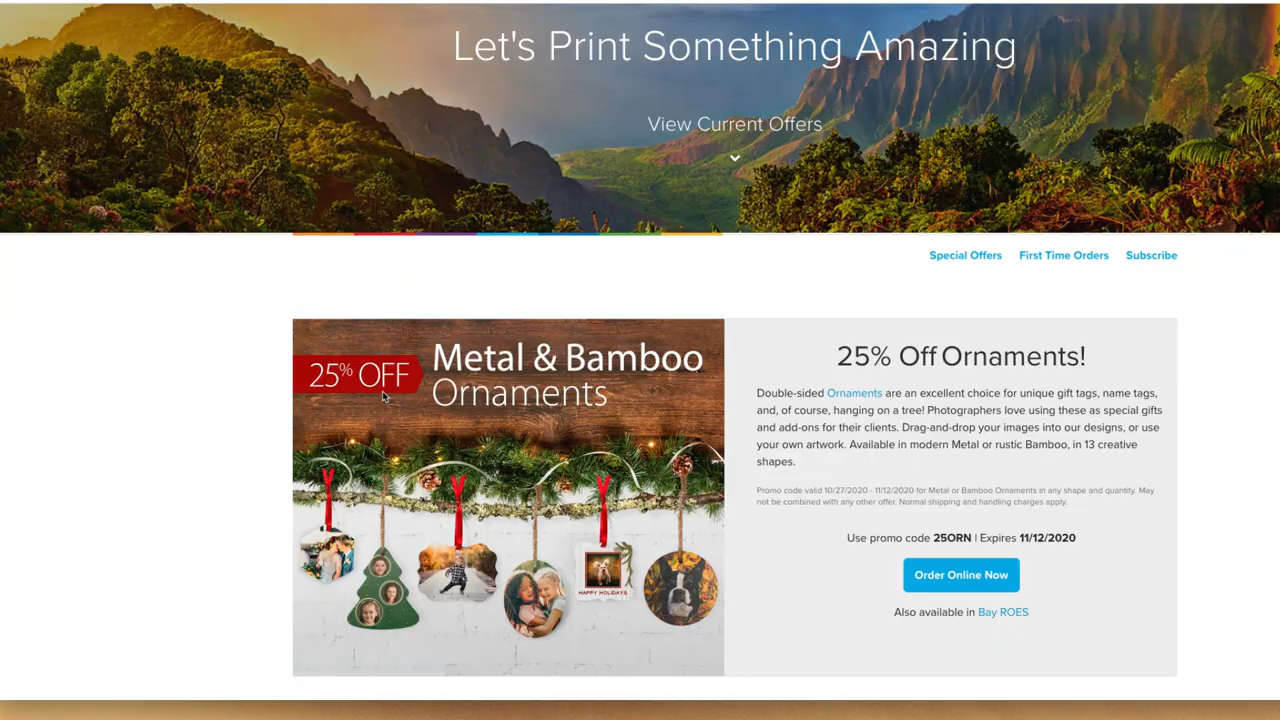 Let's Print Something Amazing
View Current Offers
Special Offers First Time Orders Subscribe
25% OFF
Metal & Bamboo
Ornaments
HAPPY HOLIDAYS
25% Off Ornaments!
Double-sided Ornaments are an excellent choice for unique gift tags, name tags,
and, of course, hanging on a tree! Photographers love using these as special gifts
and add-ons for their clients. Drag-and-drop your images into our designs, or use
your own artwork. Available in modern Metal or rustic Bamboo, in 13 creative
shapes.
Promo code valid 10/27/2020 - 11/12/2020 for Metal or Bamboo Ornaments in any shape and quantity. May
not be combined with any other offer. Normal shipping and handling charges apply.
Use promo code 25ORN | Expires 11/12/2020
Order Online Now
Also available in Bay ROES